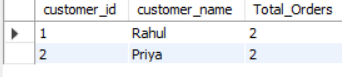 customer_id customer_name Total_Orders
1 Rahul 2
2 Priya 2